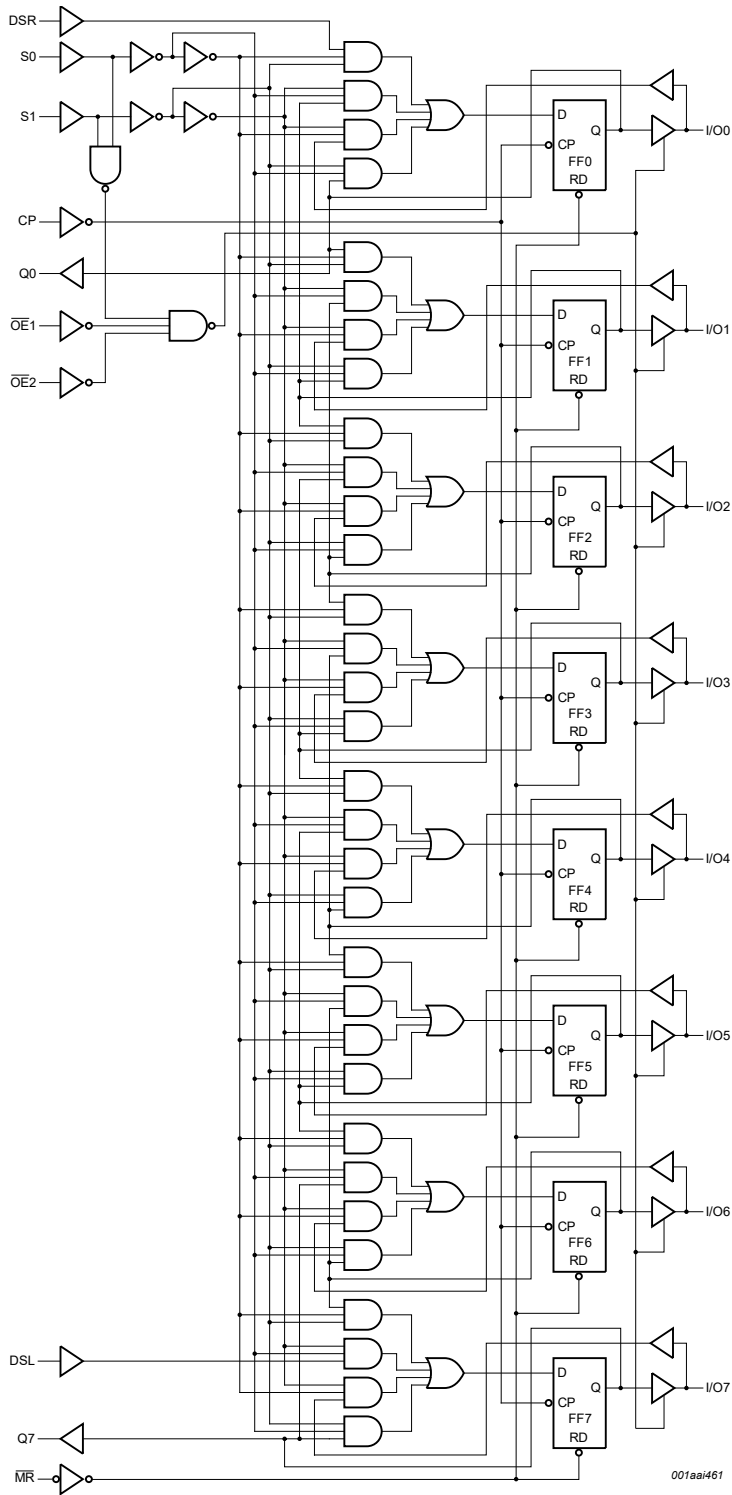 DSR
S0
S1
CP
Q0
OE1
OE2
DSL
Q7
MR
D
Q
CP
FF0
RD
I/O0
D
Q
CP
FF1
RD
I/O1
D
Q
CP
FF2
RD
I/O2
D
Q
CP
FF3
RD
I/O3
D
Q
CP
FF4
RD
I/O4
D
Q
CP
FF5
RD
I/O5
D
Q
CP
FF6
RD
I/O6
D
Q
CP
FF7
RD
I/O7
001aai461